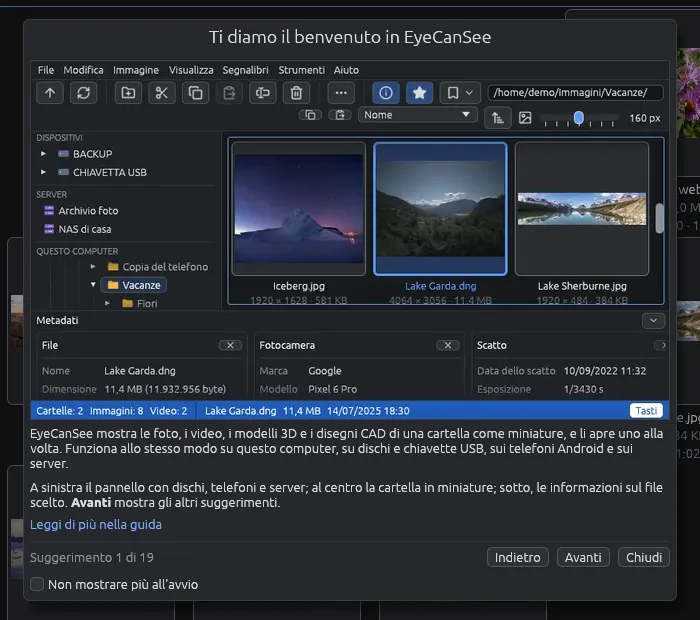 Ti diamo il benvenuto in EyeCanSee
File Modifica Immagine Visualizza Segnalibri Strumenti Aiuto
/home/demo/Immagini/Vacanze/
Nome
160 px
DISPOSITIVI
BACKUP
CHIAVETTA USB
SERVER
Archivio foto
NAS di casa
QUESTO COMPUTER
Copia del telefono
Vacanze
Fiori
Iceberg.jpg
1920 × 1628 - 581 KB
Lake Garda.dng
4064 × 3056 - 11,4 MB
Lake Sherburne.jpg
1920 × 484 - 384 KB
Metadati
File
Nome Lake Garda.dng
Dimensione 11,4 MB (11.932.956 byte)
Fotocamera
Marca Google
Modello Pixel 6 Pro
Scatto
Data dello scatto 10/09/2022 11:32
Esposizione 1/3430 s
Cartelle: 2 Immagini: 8 Video: 2 Lake Garda.dng 11,4 MB 14/07/2025 18:30 Tasti
EyeCanSee mostra le foto, i video, i modelli 3D e i disegni CAD di una cartella come miniature, e li apre uno alla
volta. Funziona allo stesso modo su questo computer, su dischi e chiavette USB, sui telefoni Android e sui
server.
A sinistra il pannello con dischi, telefoni e server; al centro la cartella in miniature; sotto, le informazioni sul file
scelto. Avanti mostra gli altri suggerimenti.
Leggi di più nella guida
Suggerimento 1 di 19
Indietro Avanti Chiudi
Non mostrare più all'avvio